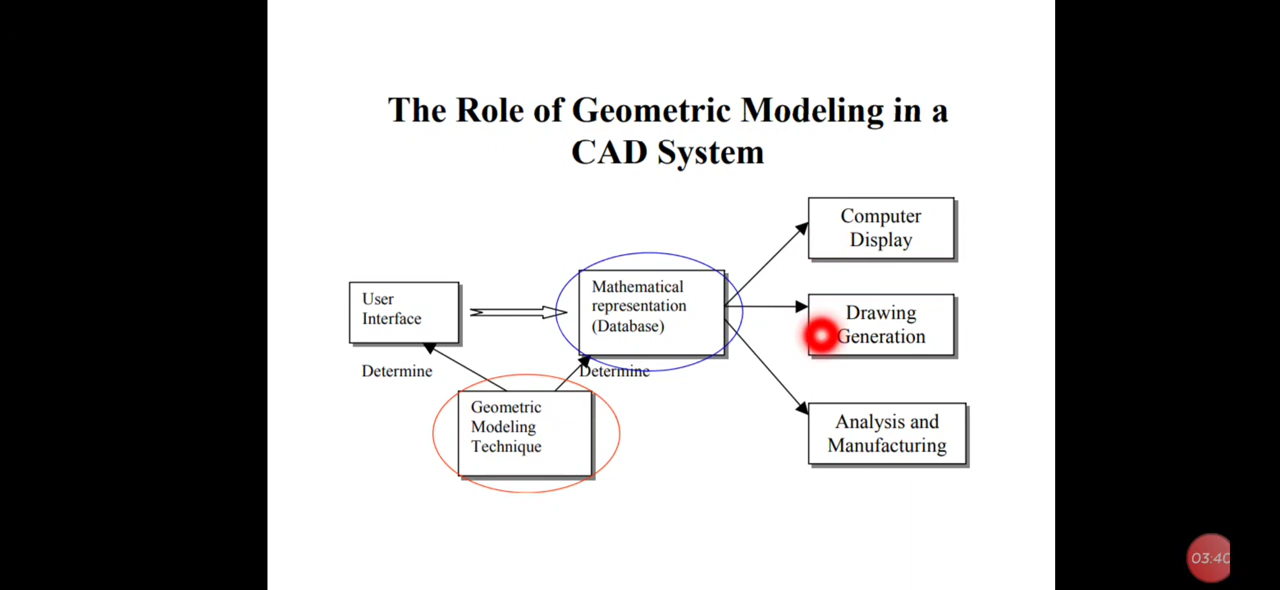 The Role of Geometric Modeling in a
CAD System
Computer
Display
User
Interface
Mathematical
representation
(Database)
Drawing
Generation
Determine
Determine
Geometric
Modeling
Technique
Analysis and
Manufacturing
03:40